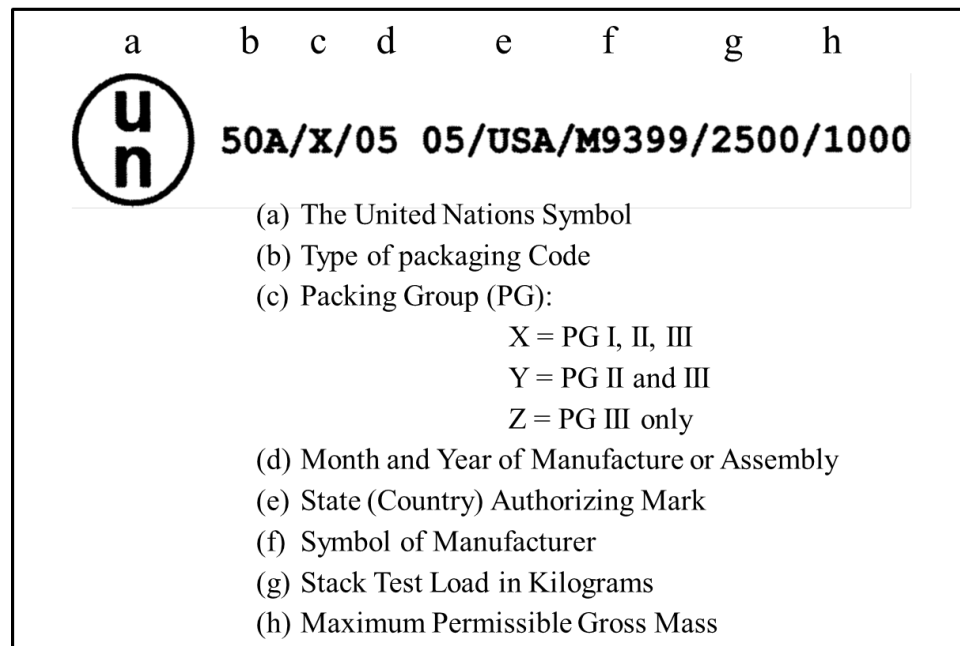 a b c d e f g h
u
n
50A/X/05 05/USA/M9399/2500/1000
(a) The United Nations Symbol
(b) Type of packaging Code
(c) Packing Group (PG):
X = PG I, II, III
Y = PG II and III
Z = PG III only
(d) Month and Year of Manufacture or Assembly
(e) State (Country) Authorizing Mark
(f) Symbol of Manufacturer
(g) Stack Test Load in Kilograms
(h) Maximum Permissible Gross Mass